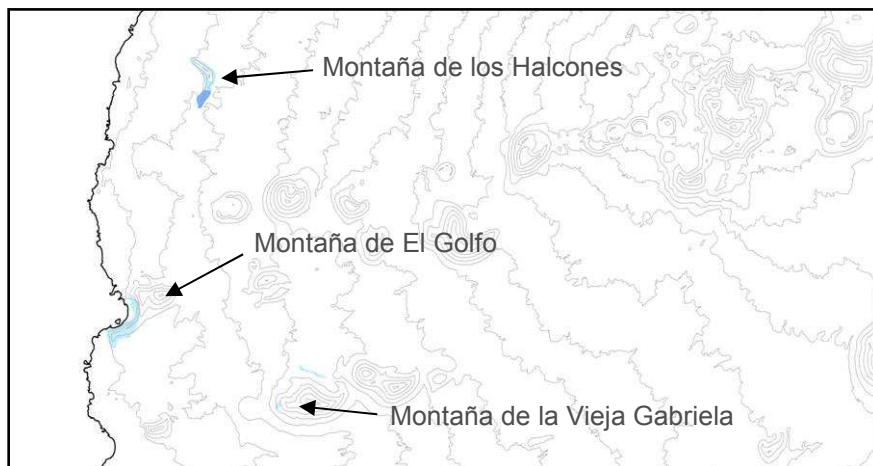 Montaña de los Halcones
Montaña de El Golfo
Montaña de la Vieja Gabriela